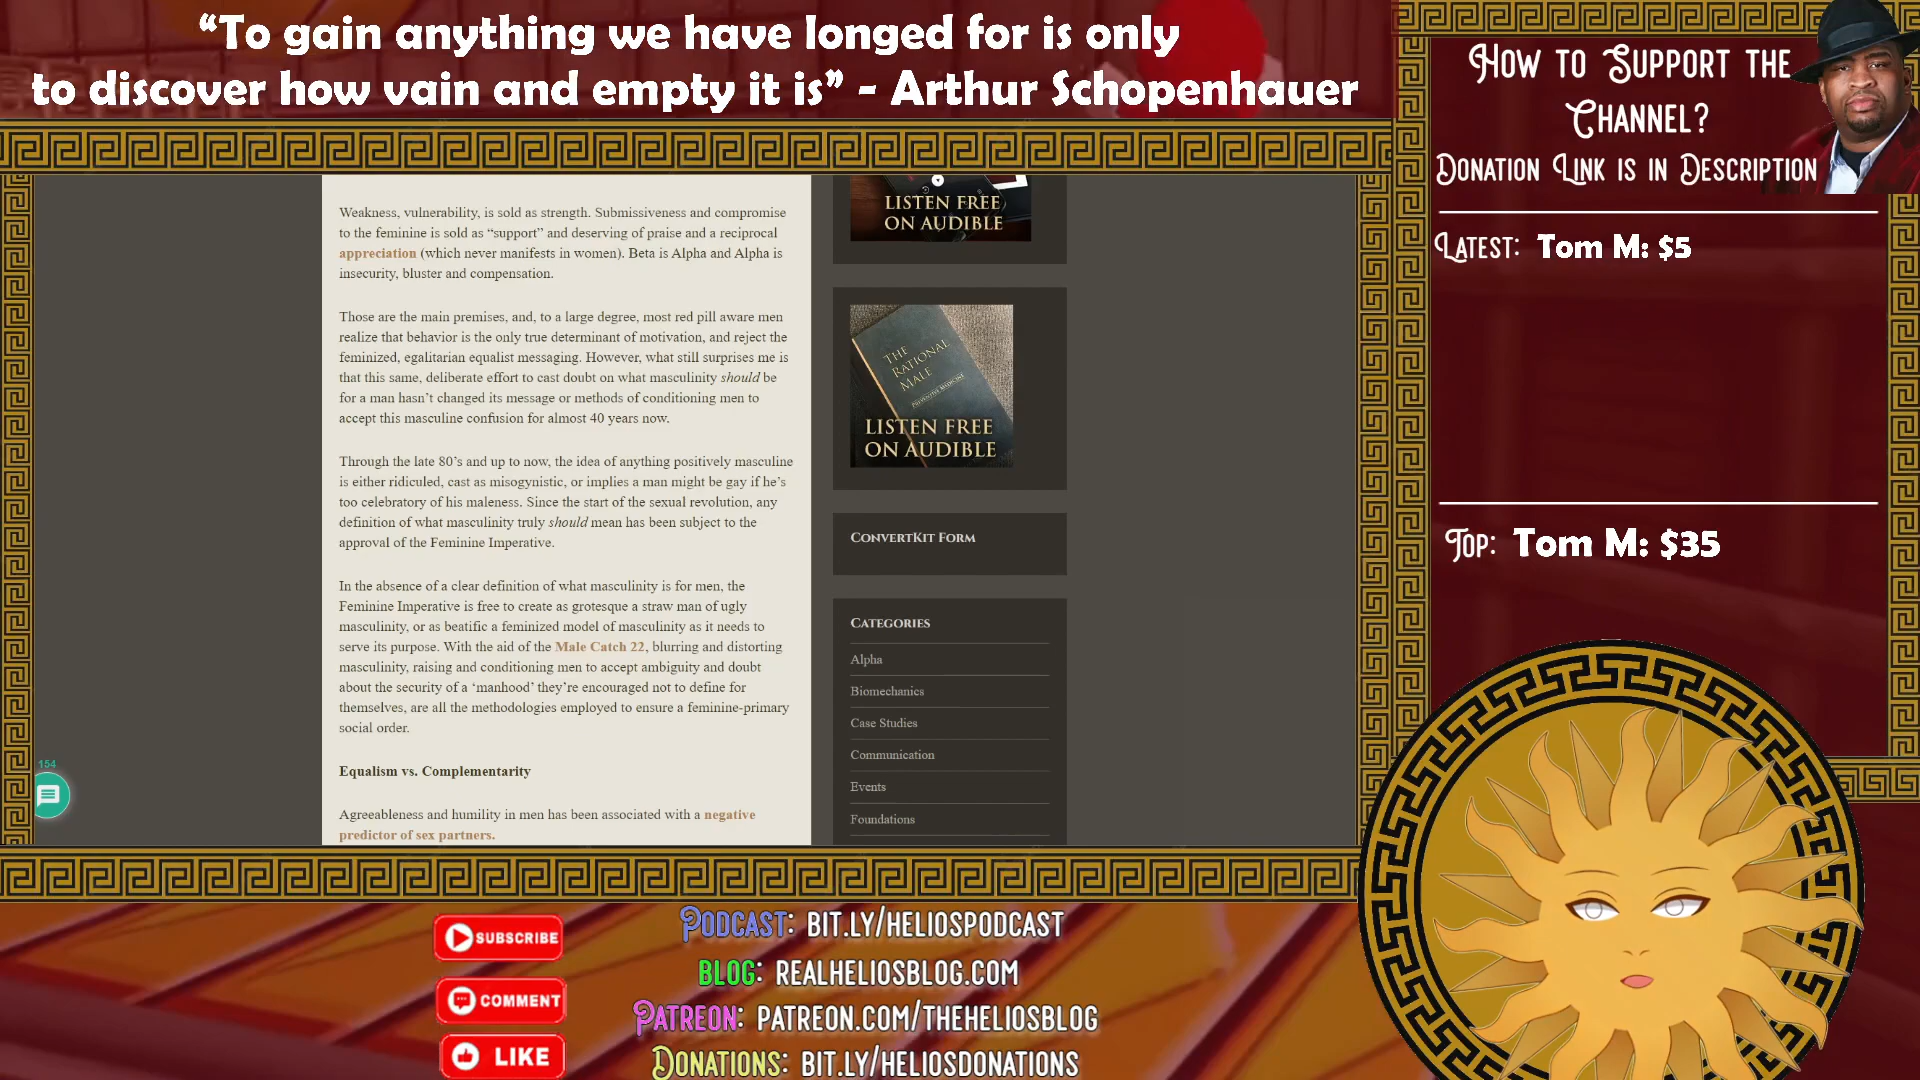 “To gain anything we have longed for is only
to discover how vain and empty it is” - Arthur Schopenhauer
How to Support the
Channel?
Donation Link is in Description
Latest: Tom M: $5
Top: Tom M: $35
Weakness, vulnerability, is sold as strength. Submissiveness and compromise
to the feminine is sold as “support” and deserving of praise and a reciprocal
appreciation (which never manifests in women). Beta is Alpha and Alpha is
insecurity, bluster and compensation.
Those are the main premises, and, to a large degree, most red pill aware men
realize that behavior is the only true determinant of motivation, and reject the
feminized, egalitarian equalist messaging. However, what still surprises me is
that this same, deliberate effort to cast doubt on what masculinity should be
for a man hasn’t changed its message or methods of conditioning men to
accept this masculine confusion for almost 40 years now.
Through the late 80’s and up to now, the idea of anything positively masculine
is either ridiculed, cast as misogynistic, or implies a man might be gay if he’s
too celebratory of his maleness. Since the start of the sexual revolution, any
definition of what masculinity truly should mean has been subject to the
approval of the Feminine Imperative.
In the absence of a clear definition of what masculinity is for men, the
Feminine Imperative is free to create as grotesque a straw man of ugly
masculinity, or as beatific a feminized model of masculinity as it needs to
serve its purpose. With the aid of the Male Catch 22, blurring and distorting
masculinity, raising and conditioning men to accept ambiguity and doubt
about the security of a ‘manhood’ they’re encouraged not to define for
themselves, are all the methodologies employed to ensure a feminine-primary
social order.
Equalism vs. Complementarity
Agreeableness and humility in men has been associated with a negative
predictor of sex partners.
154
LISTEN FREE
ON AUDIBLE
THE
RATIONAL
MALE
PREVENTIVE MEDICINE
LISTEN FREE
ON AUDIBLE
ConvertKit Form
Categories
Alpha
Biomechanics
Case Studies
Communication
Events
Foundations
SUBSCRIBE
COMMENT
LIKE
Podcast: bit.ly/heliospodcast
Blog: realheliosblog.com
Patreon: patreon.com/theheliosblog
Donations: bit.ly/heliosdonations